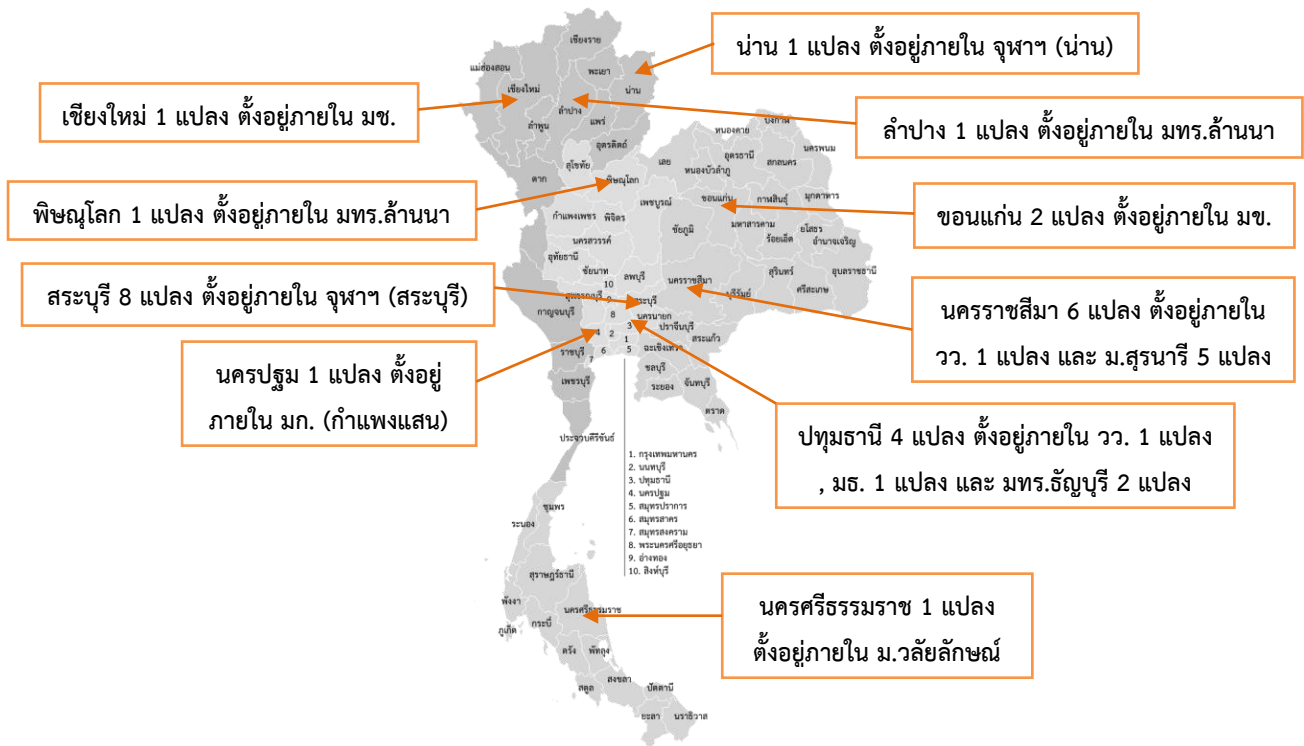 น่าน 1 แปลง ตั้งอยู่ภายใน จุฬาฯ (น่าน)
เชียงใหม่ 1 แปลง ตั้งอยู่ภายใน มช.
ลำปาง 1 แปลง ตั้งอยู่ภายใน มทร.ล้านนา
พิษณุโลก 1 แปลง ตั้งอยู่ภายใน มทร.ล้านนา
ขอนแก่น 2 แปลง ตั้งอยู่ภายใน มข.
สระบุรี 8 แปลง ตั้งอยู่ภายใน จุฬาฯ (สระบุรี)
นครราชสีมา 6 แปลง ตั้งอยู่ภายใน
วว. 1 แปลง และ ม.สุรนารี 5 แปลง
นครปฐม 1 แปลง ตั้งอยู่
ภายใน มก. (กำแพงแสน)
ปทุมธานี 4 แปลง ตั้งอยู่ภายใน วว. 1 แปลง
, มธ. 1 แปลง และ มทร.ธัญบุรี 2 แปลง
นครศรีธรรมราช 1 แปลง
ตั้งอยู่ภายใน ม.วลัยลักษณ์
เชียงราย
แม่ฮ่องสอน
พะเยา
เชียงใหม่
น่าน
ลำปาง
ลำพูน
แพร่
อุตรดิตถ์
สุโขทัย
ตาก
พิษณุโลก
กำแพงเพชร
พิจิตร
เพชรบูรณ์
นครสวรรค์
อุทัยธานี
ชัยนาท
ลพบุรี
บึงกาฬ
หนองคาย
เลย
อุดรธานี
หนองบัวลำภู
สกลนคร
นครพนม
ขอนแก่น
กาฬสินธุ์
มุกดาหาร
ชัยภูมิ
มหาสารคาม
ร้อยเอ็ด
ยโสธร
อำนาจเจริญ
นครราชสีมา
บุรีรัมย์
สุรินทร์
ศรีสะเกษ
อุบลราชธานี
10
สุพรรณบุรี
9
สระบุรี
กาญจนบุรี
8
นครนายก
4
2
3
ปราจีนบุรี
1
สระแก้ว
ราชบุรี
7
6
5
ฉะเชิงเทรา
เพชรบุรี
ชลบุรี
ระยอง
จันทบุรี
ตราด
ประจวบคีรีขันธ์
1. กรุงเทพมหานคร
2. นนทบุรี
3. ปทุมธานี
4. นครปฐม
5. สมุทรปราการ
6. สมุทรสาคร
7. สมุทรสงคราม
8. พระนครศรีอยุธยา
9. อ่างทอง
10. สิงห์บุรี
ชุมพร
ระนอง
สุราษฎร์ธานี
พังงา
นครศรีธรรมราช
กระบี่
ภูเก็ต
ตรัง
พัทลุง
สตูล
สงขลา
ปัตตานี
ยะลา
นราธิวาส